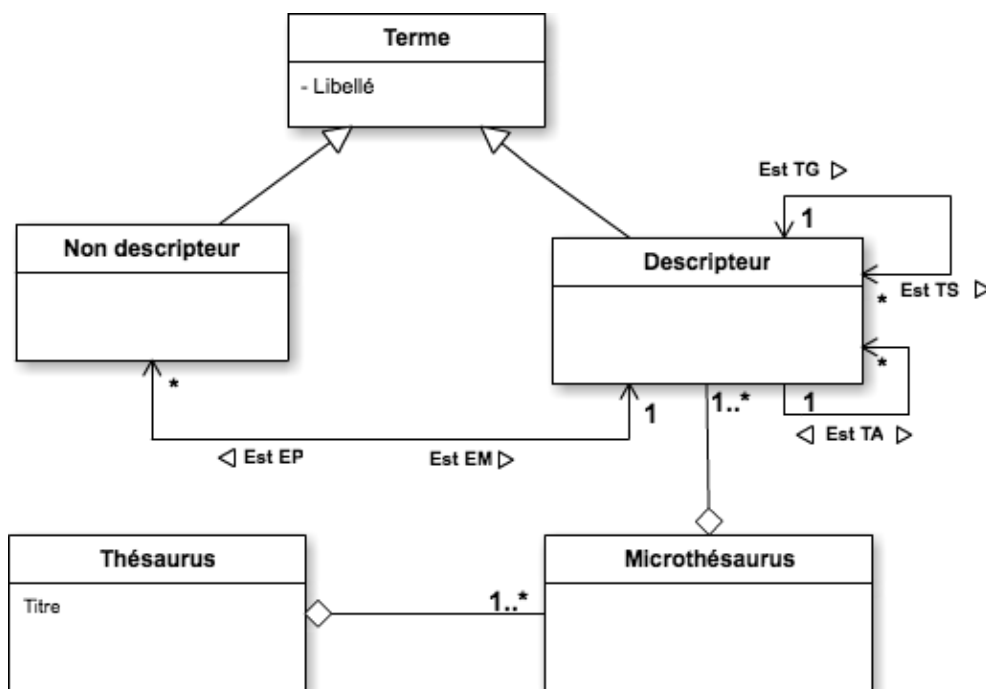 Terme
- Libellé
Est TG ▷
1
Non descripteur
Descripteur
Est TS ▷
*
*
*
1
1..*
1
◁ Est TA ▷
◁ Est EP
Est EM ▷
Thésaurus
Microthésaurus
Titre
1..*